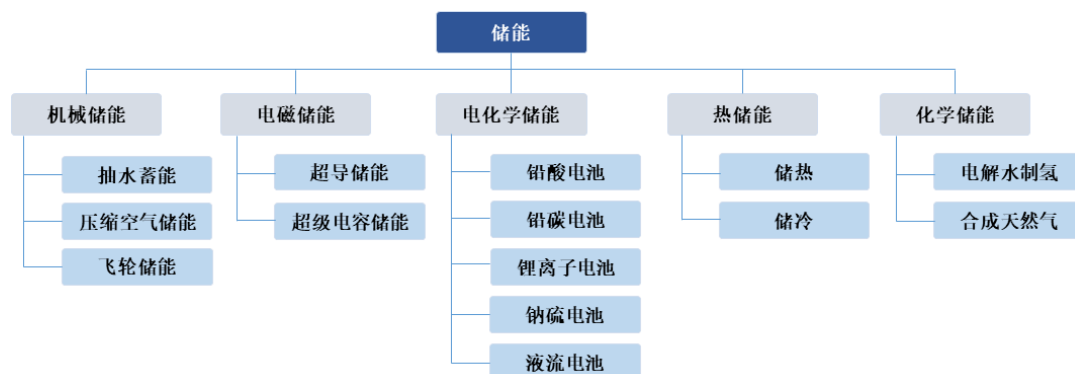 储能
机械储能
电磁储能
电化学储能
热储能
化学储能
抽水蓄能
压缩空气储能
飞轮储能
超导储能
超级电容储能
铅酸电池
铅碳电池
锂离子电池
钠硫电池
液流电池
储热
储冷
电解水制氢
合成天然气